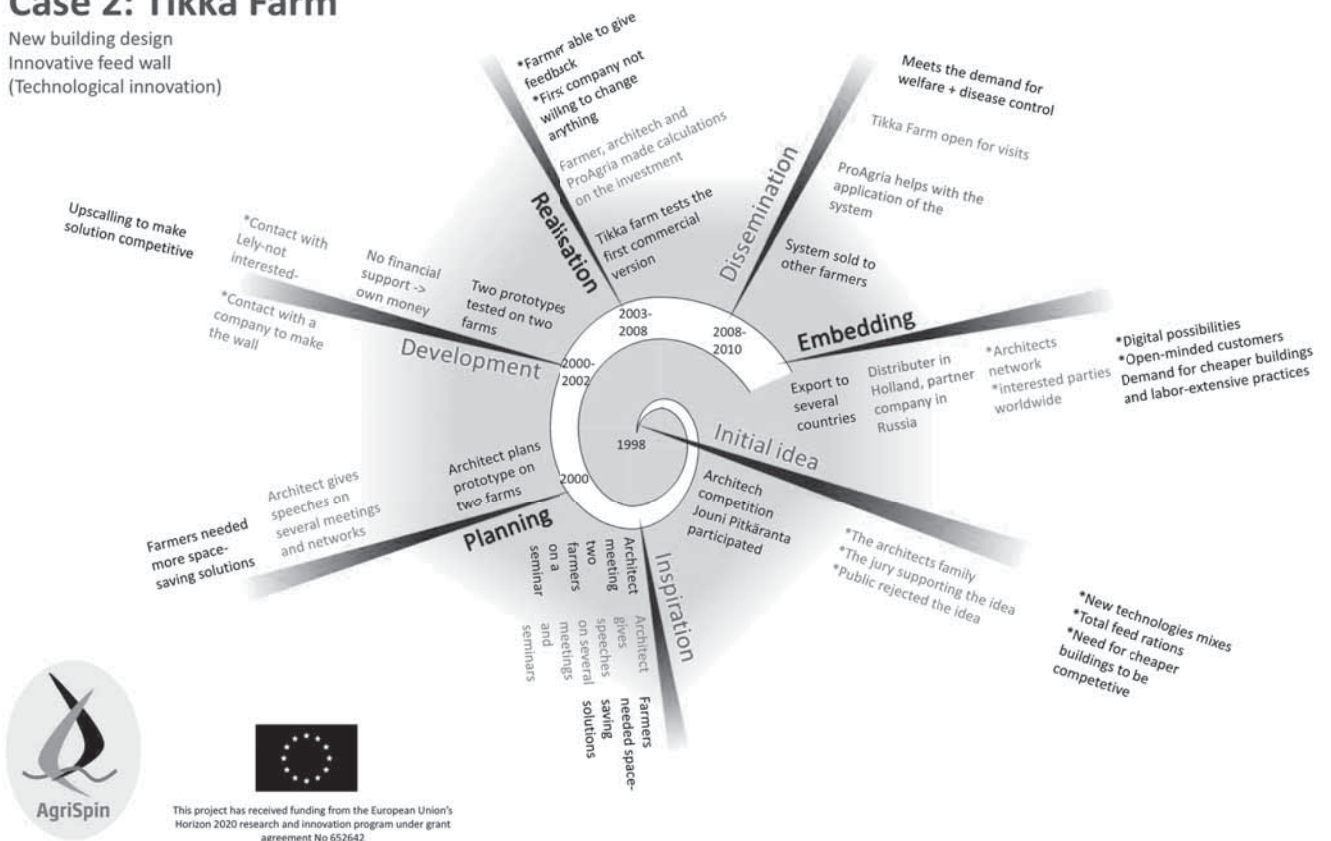 Case 2: Tikka Farm
New building design
Innovative feed wall
(Technological innovation)
*Farmer able to give
feedback
*First company not
willing to change
anything
Farmer, architech and
ProAgria made calculations
on the investment
Tikka farm tests the
first commercial
version
Realisation
2003-
2008
Dissemination
2008-
2010
Meets the demand for
welfare + disease control
Tikka Farm open for visits
ProAgria helps with the
application of the
system
System sold to
other farmers
Embedding
Export to
several
countries
Distributer in
Holland, partner
company in
Russia
*Architects
network
*interested parties
worldwide
*Digital possibilities
*Open-minded customers
Demand for cheaper buildings
and labor-extensive practices
Upscalling to make
solution competitive
*Contact with
Lely-not
interested-
*Contact with a
company to make
the wall
No financial
support ->
own money
Two prototypes
tested on two
farms
Development
2000-
2002
Initial idea
1998
Architech
competition
Jouni Pitkäranta
participated
*The architects family
*The jury supporting the idea
*Public rejected the idea
*New technologies mixes
*Total feed rations
*Need for cheaper
buildings to be
competetive
Architect plans
prototype on
two farms
2000
Architect gives
speeches on
several meetings
and networks
Farmers needed
more space-
saving solutions
Planning
Inspiration
Architect
meeting
two
farmers
on a
seminar
Architect
gives
speeches
on several
meetings
and
seminars
Farmers
needed space-
saving
solutions
AgriSpin
This project has received funding from the European Union's
Horizon 2020 research and innovation program under grant
agreement No 652642